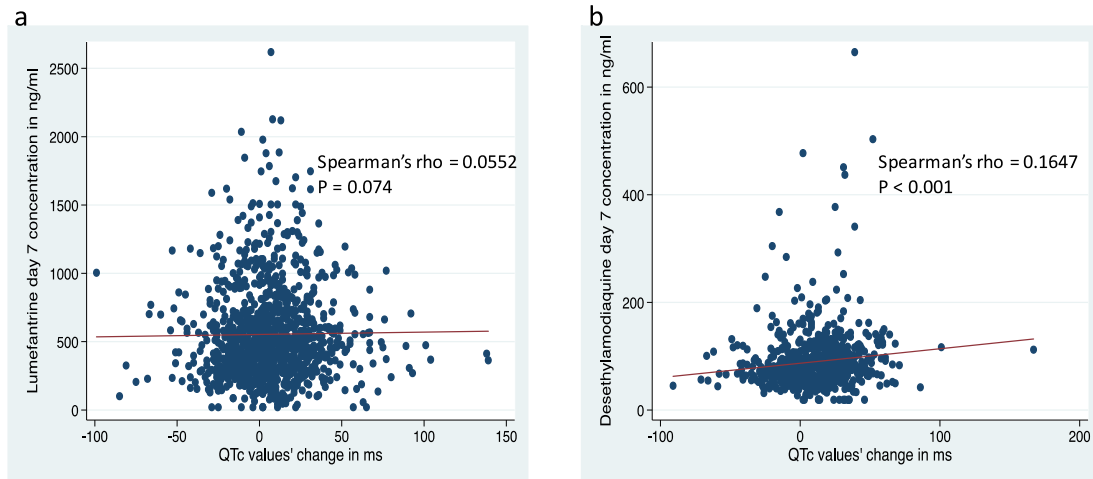 a
Lumefantrine day 7 concentration in ng/ml
2500
2000
1500
1000
500
0
Spearman's rho = 0.0552
P = 0.074
-100 -50 0 50 100 150
QTc values' change in ms
b
Desethylamodiaquine day 7 concentration in ng/ml
600
400
200
0
Spearman's rho = 0.1647
P < 0.001
-100 0 100 200
QTc values' change in ms